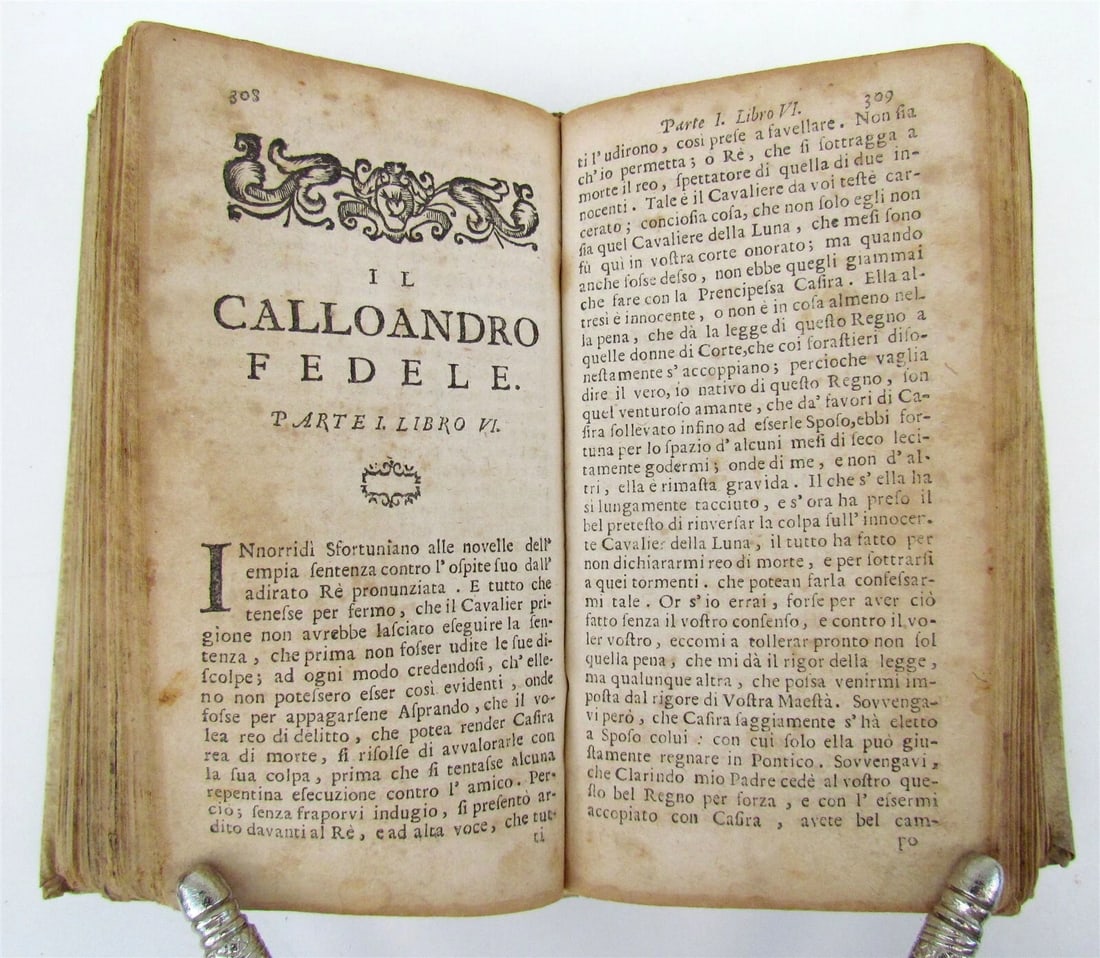 308
IL
CALLOANDRO
FEDELE.
PARTE I. LIBRO VI.
INnorridì Sfortuniano alle novelle dell'
empia ſentenza contro l'oſpite ſuo dall'
adirato Rè pronunziata. E tutto che
teneſse per fermo, che il Cavalier pri-
gione non avrebbe laſciato eſeguire la ſen-
tenza, che prima non foſser udite le ſue di-
ſcolpe; ad ogni modo credendoſi, ch'elle-
no non poteſsero eſser così evidenti, onde
foſse per appagarſene Aſprando, che il vo-
lea reo di delitto, che potea render Caſira
rea di morte, ſi riſolſe di avvalorarle con
la ſua colpa, prima che ſi tentaſse alcuna
repentina eſecuzione contro l'amico. Per-
ciò; ſenza fraporvi indugio, ſi preſentò ar-
dito davanti al Rè, e ad alta voce, che tut-
ti
309
Parte I. Libro VI.
ti l'udirono, così preſe a favellare. Non ſia
ch'io permetta; o Rè, che ſi ſottragga a
morte il reo, ſpettatore di quella di due in-
nocenti. Tale è il Cavaliere da voi teſtè car-
cerato; concioſia coſa, che non ſolo egli non
ſia quel Cavaliere della Luna, che meſi ſono
fù quì in voſtra corte onorato; ma quando
anche foſse deſso, non ebbe quegli giammai
che fare con la Prencipeſsa Caſira. Ella al-
tresì è innocente, o non è in coſa almeno nel-
la pena, che dà la legge di queſto Regno a
quelle donne di Corte,che coi foraſtieri diſo-
neſtamente s'accoppiano; percioche vaglia
dire il vero, io nativo di queſto Regno, ſon
quel venturoſo amante, che da' favori di Ca-
ſira ſollevato infino ad eſserle Spoſo,ebbi for-
tuna per lo ſpazio d'alcuni meſi di ſeco leci-
tamente godermi; onde di me, e non d'al-
tri, ella è rimaſta gravida. Il che s'ella ha
sì lungamente tacciuto, e s'ora ha preſo il
bel preteſto di rinverſar la colpa ſull'innocen-
te Cavalier della Luna, il tutto ha fatto per
non dichiararmi reo di morte, e per ſottrarſi
a quei tormenti. che potean farla confeſsar-
mi tale. Or s'io errai, forſe per aver ciò
fatto ſenza il voſtro conſenſo, e contro il vo-
ler voſtro, eccomi a tollerar pronto non ſol
quella pena, che mi dà il rigor della legge,
ma qualunque altra, che poſsa venirmi im-
poſta dal rigore di Voſtra Maeſtà. Sovvenga-
vi però, che Caſira ſaggiamente s'hà eletto
a Spoſo colui: con cui ſolo ella può giu-
ſtamente regnare in Pontico. Sovvengavi,
che Clarindo mio Padre cedè al voſtro que-
ſto bel Regno per forza, e con l'eſsermi
accopiato con Caſira, avete bel cam-
po